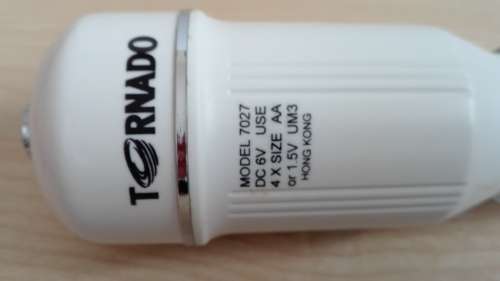 TORNADO
MODEL 7027
DC 6V USE
4 X SIZE AA
or 1.5V UM3
HONG KONG